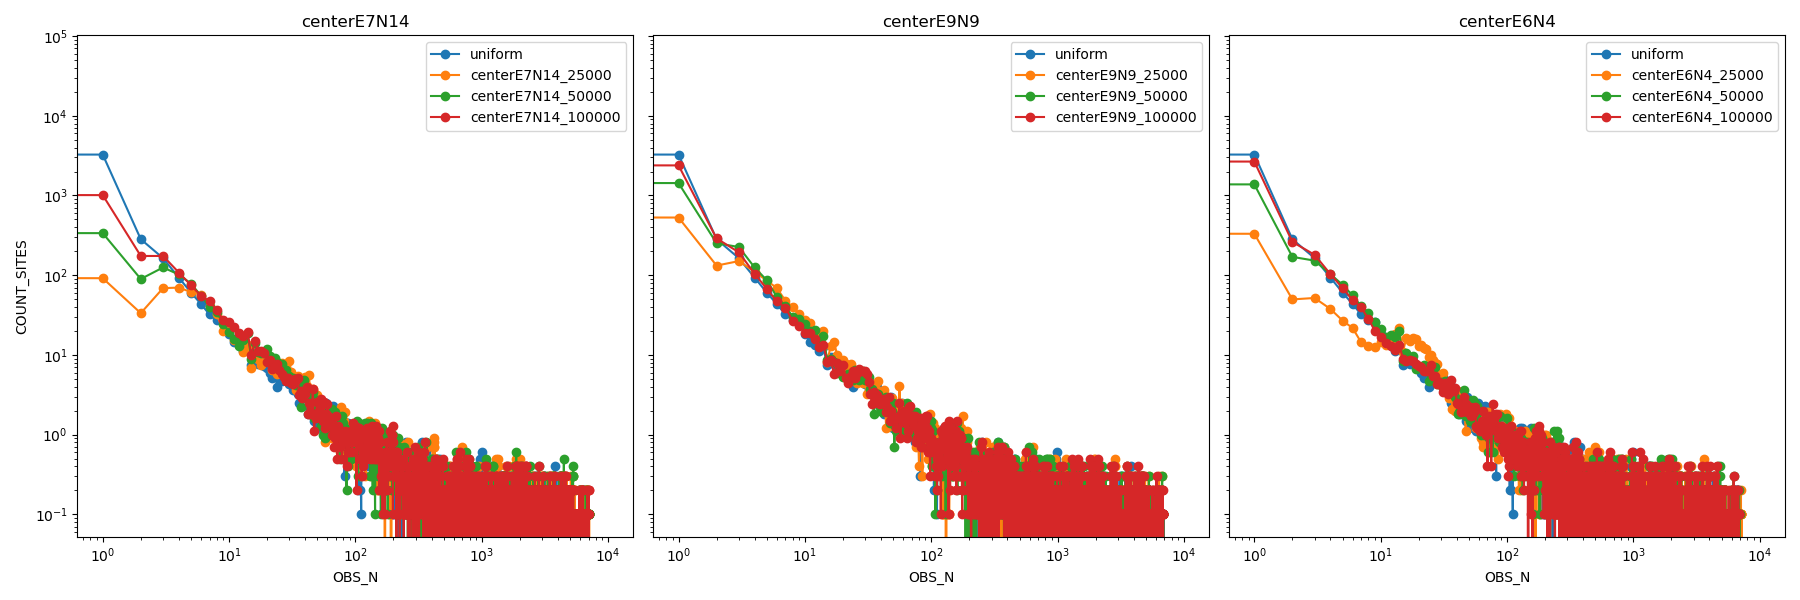 centerE7N14
centerE9N9
centerE6N4
uniform
centerE7N14_25000
centerE7N14_50000
centerE7N14_100000
uniform
centerE9N9_25000
centerE9N9_50000
centerE9N9_100000
uniform
centerE6N4_25000
centerE6N4_50000
centerE6N4_100000
COUNT_SITES
10⁵
10⁴
10³
10²
10¹
10⁰
10⁻¹
10⁰ 10¹ 10² 10³ 10⁴
10⁰ 10¹ 10² 10³ 10⁴
10⁰ 10¹ 10² 10³ 10⁴
OBS_N
OBS_N
OBS_N